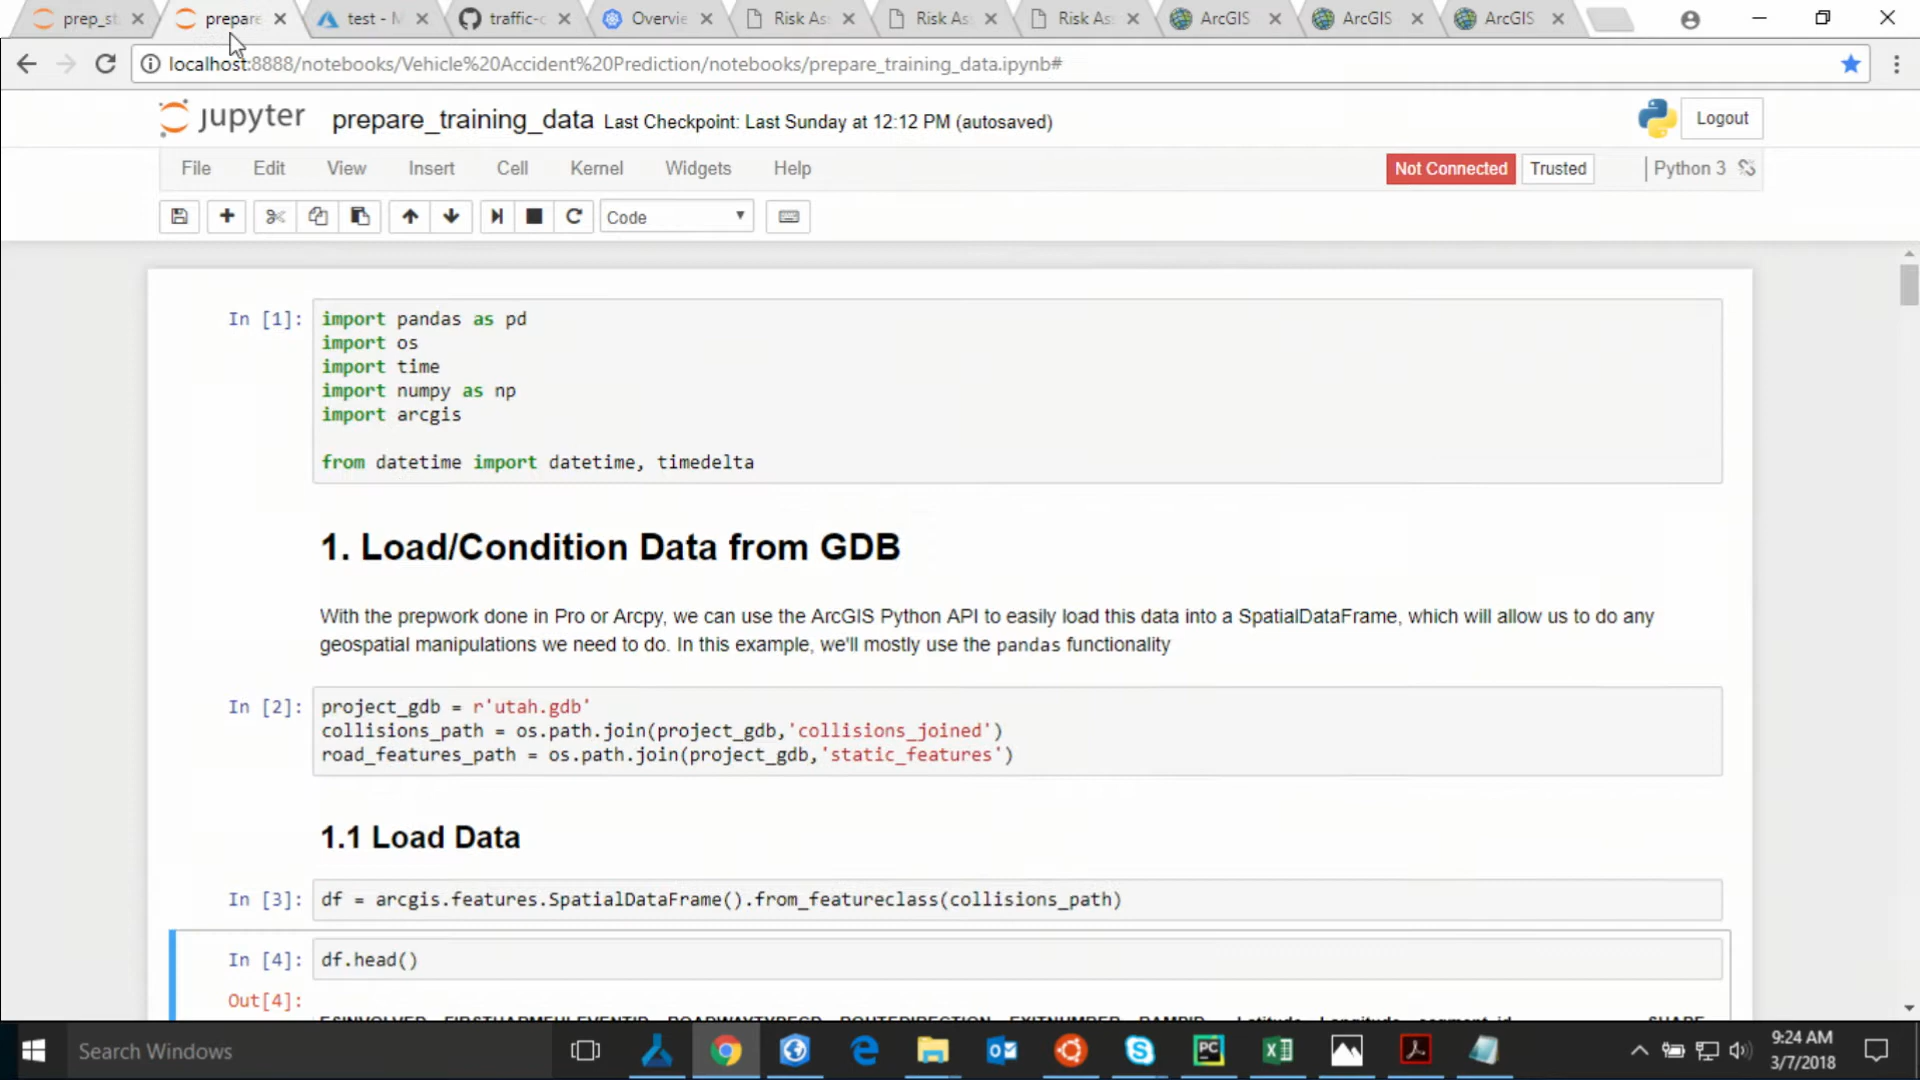 prep_st
prepare
test - M
traffic-c
Overvie
Risk As
Risk As
Risk As
ArcGIS
ArcGIS
ArcGIS
localhost:8888/notebooks/Vehicle%20Accident%20Prediction/notebooks/prepare_training_data.ipynb#
jupyter prepare_training_data Last Checkpoint: Last Sunday at 12:12 PM (autosaved)
Logout
File Edit View Insert Cell Kernel Widgets Help
Not Connected Trusted Python 3
Code
In [1]: import pandas as pd
import os
import time
import numpy as np
import arcgis
from datetime import datetime, timedelta
1. Load/Condition Data from GDB
With the prepwork done in Pro or Arcpy, we can use the ArcGIS Python API to easily load this data into a SpatialDataFrame, which will allow us to do any
geospatial manipulations we need to do. In this example, we'll mostly use the pandas functionality
In [2]: project_gdb = r'utah.gdb'
collisions_path = os.path.join(project_gdb,'collisions_joined')
road_features_path = os.path.join(project_gdb,'static_features')
1.1 Load Data
In [3]: df = arcgis.features.SpatialDataFrame().from_featureclass(collisions_path)
In [4]: df.head()
Out[4]:
Search Windows
9:24 AM
3/7/2018